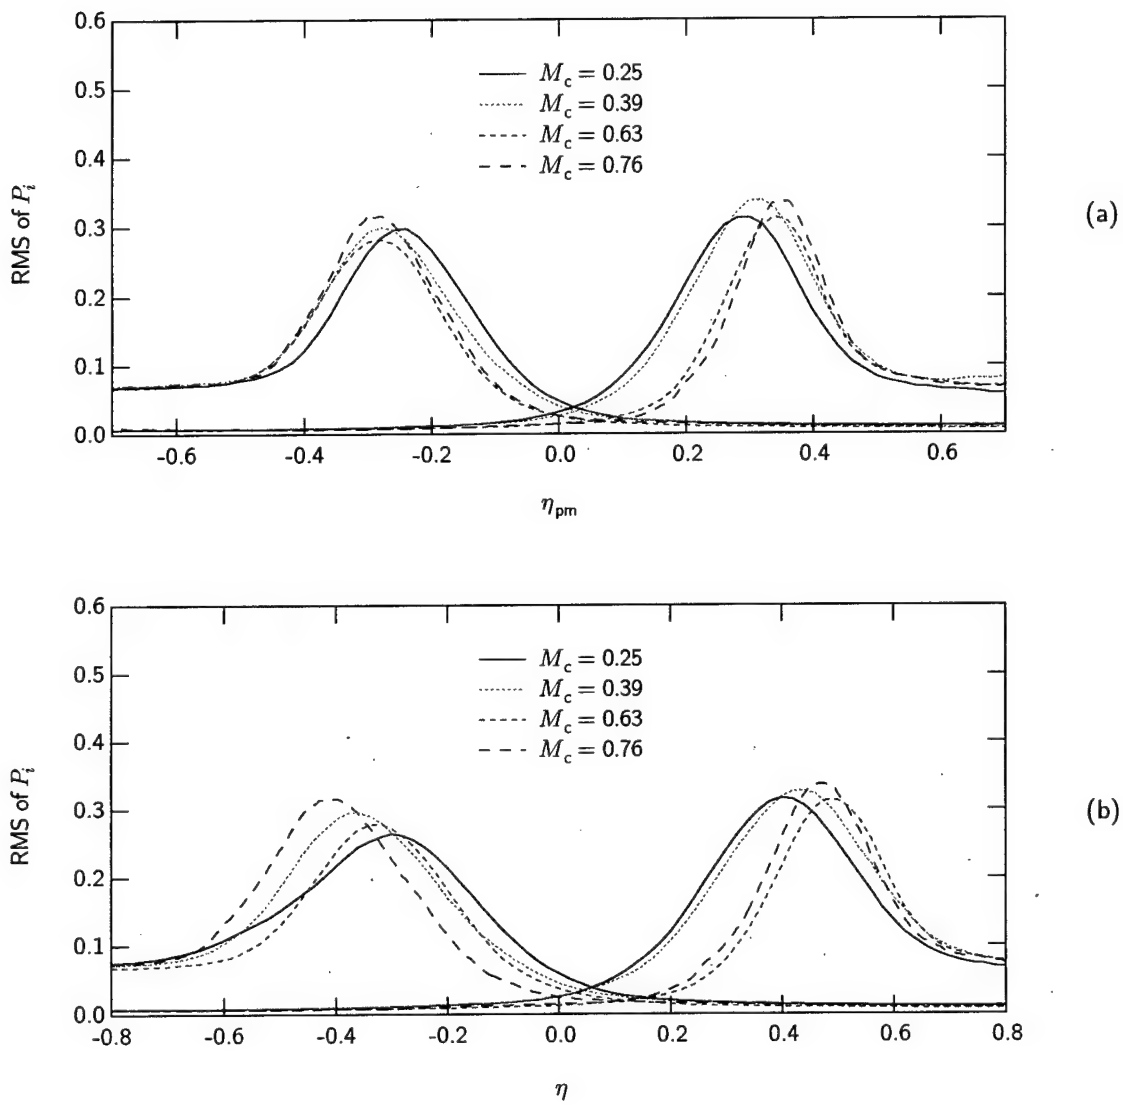 0.6
0.5
0.4
0.3
0.2
0.1
0.0
RMS of P_i
M_c = 0.25
M_c = 0.39
M_c = 0.63
M_c = 0.76
(a)
-0.6 -0.4 -0.2 0.0 0.2 0.4 0.6
η_pm
0.6
0.5
0.4
0.3
0.2
0.1
0.0
RMS of P_i
M_c = 0.25
M_c = 0.39
M_c = 0.63
M_c = 0.76
(b)
-0.8 -0.6 -0.4 -0.2 0.0 0.2 0.4 0.6 0.8
η